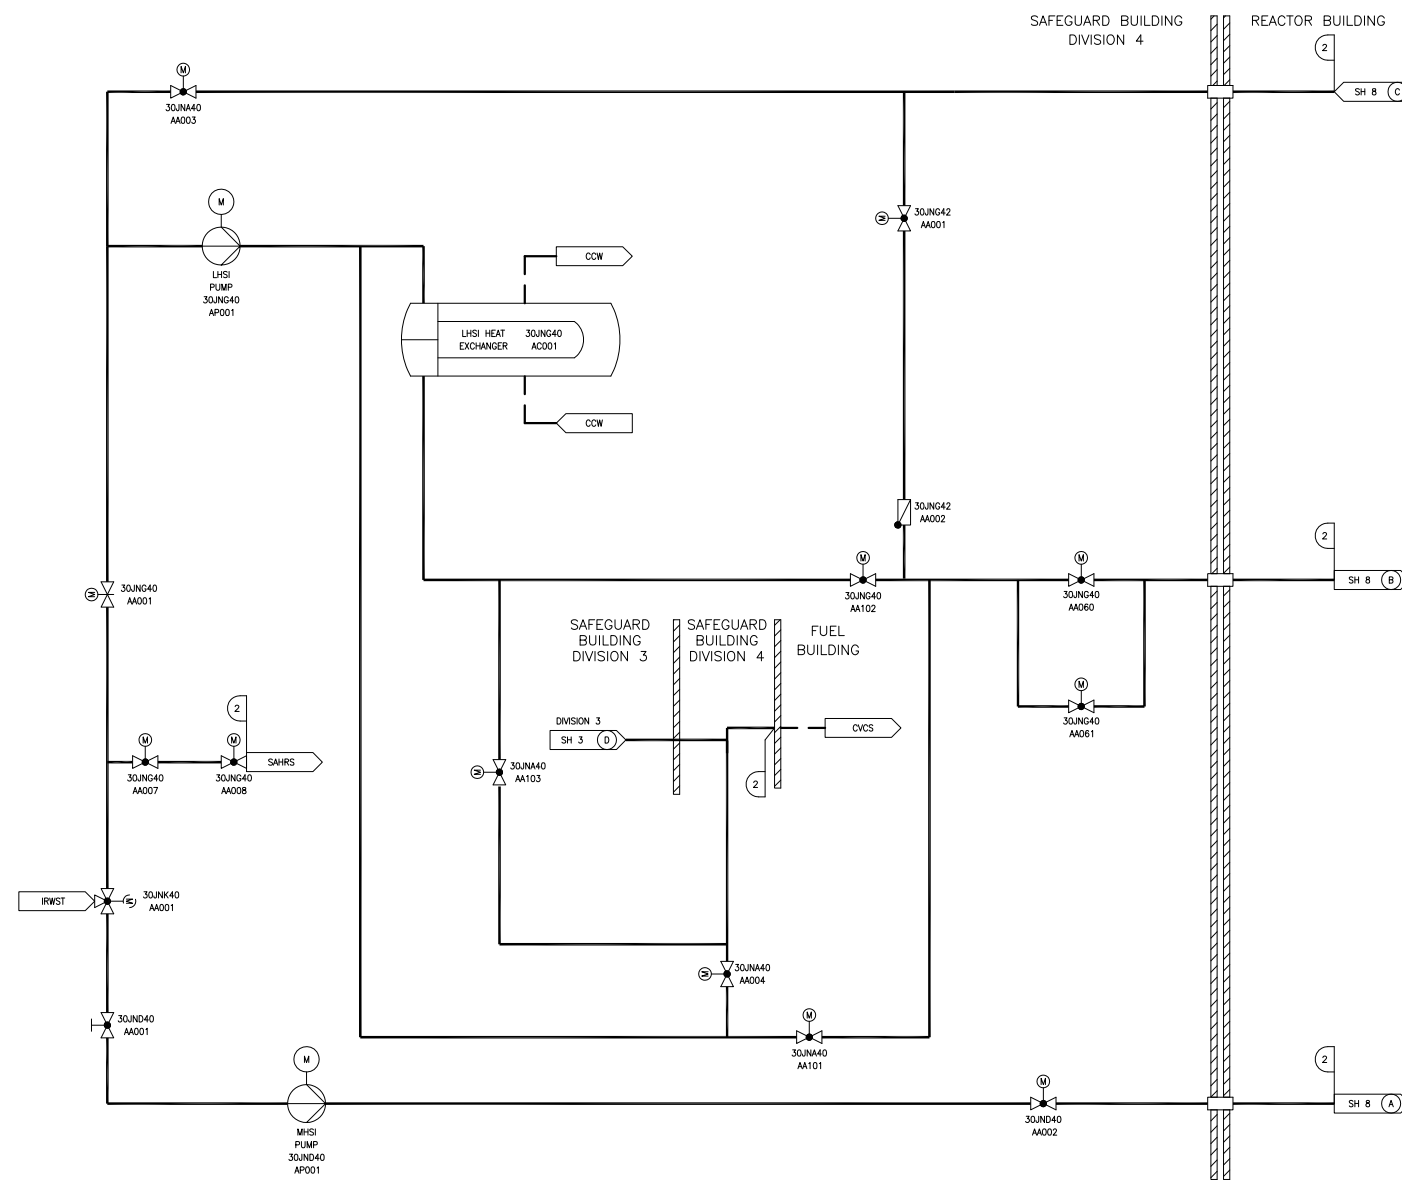 SAFEGUARD BUILDING
DIVISION 4
REACTOR BUILDING
2
M
SH 8 C
30JNA40
AA003
M
LHSI
PUMP
30JNG40
AP001
M
30JNG42
AA001
CCW
LHSI HEAT
EXCHANGER
30JNG40
AC001
CCW
30JNG42
AA002
2
M
30JNG40
AA001
M
30JNG40
AA102
M
30JNG40
AA060
SH 8 B
SAFEGUARD
BUILDING
DIVISION 3
SAFEGUARD
BUILDING
DIVISION 4
FUEL
BUILDING
M
30JNG40
AA061
2
M
30JNG40
AA007
M
30JNG40
AA008
SAHRS
DIVISION 3
SH 3 D
CVCS
M
30JNA40
AA103
2
IRWST
M
30JNK40
AA001
M
30JNA40
AA004
30JND40
AA001
M
30JNA40
AA101
M
MHSI
PUMP
30JND40
AP001
M
30JND40
AA002
2
SH 8 A